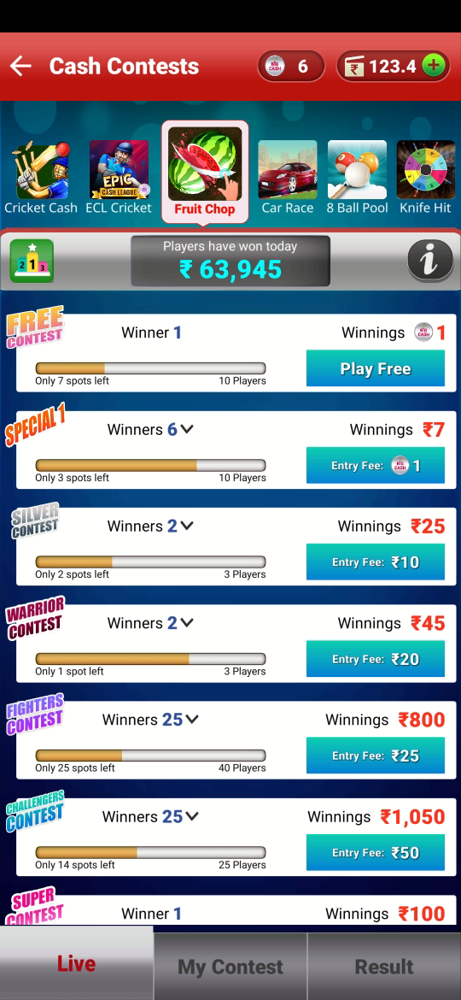 Cash Contests
BIG CASH 6
₹ 123.4 +
EPIC
CASH LEAGUE
Cricket Cash
ECL Cricket
Fruit Chop
Car Race
8 Ball Pool
Knife Hit
2 1 3
Players have won today
₹ 63,945
i
FREE
CONTEST
Winner 1
Winnings BIG CASH 1
Only 7 spots left
10 Players
Play Free
SPECIAL 1
Winners 6
Winnings ₹7
Only 3 spots left
10 Players
Entry Fee: BIG CASH 1
SILVER
CONTEST
Winners 2
Winnings ₹25
Only 2 spots left
3 Players
Entry Fee: ₹10
WARRIOR
CONTEST
Winners 2
Winnings ₹45
Only 1 spot left
3 Players
Entry Fee: ₹20
FIGHTERS
CONTEST
Winners 25
Winnings ₹800
Only 25 spots left
40 Players
Entry Fee: ₹25
CHALLENGERS
CONTEST
Winners 25
Winnings ₹1,050
Only 14 spots left
25 Players
Entry Fee: ₹50
SUPER
CONTEST
Winner 1
Winnings ₹100
Live
My Contest
Result